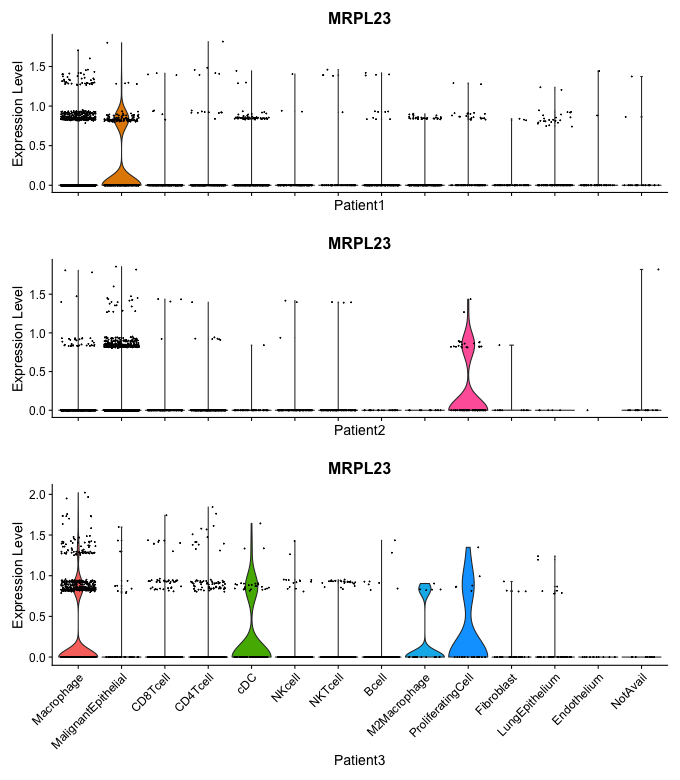 MRPL23
Expression Level
1.5
1.0
0.5
0.0
Patient1
MRPL23
Expression Level
1.5
1.0
0.5
0.0
Patient2
MRPL23
Expression Level
2.0
1.5
1.0
0.5
0.0
Macrophage
MalignantEpithelial
CD8Tcell
CD4Tcell
cDC
NKcell
NKTcell
Bcell
M2Macrophage
ProliferatingCell
Fibroblast
LungEpithelium
Endothelium
NotAvail
Patient3